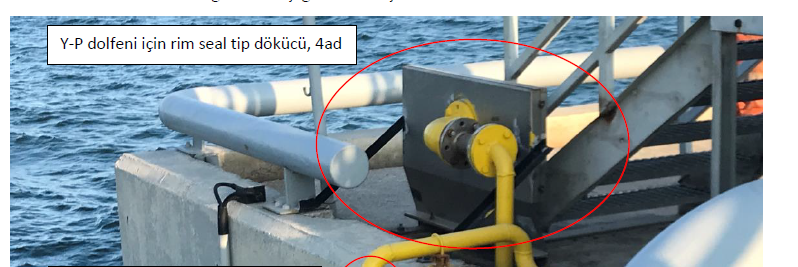 Y-P dolfeni için rim seal tip dökücü, 4ad